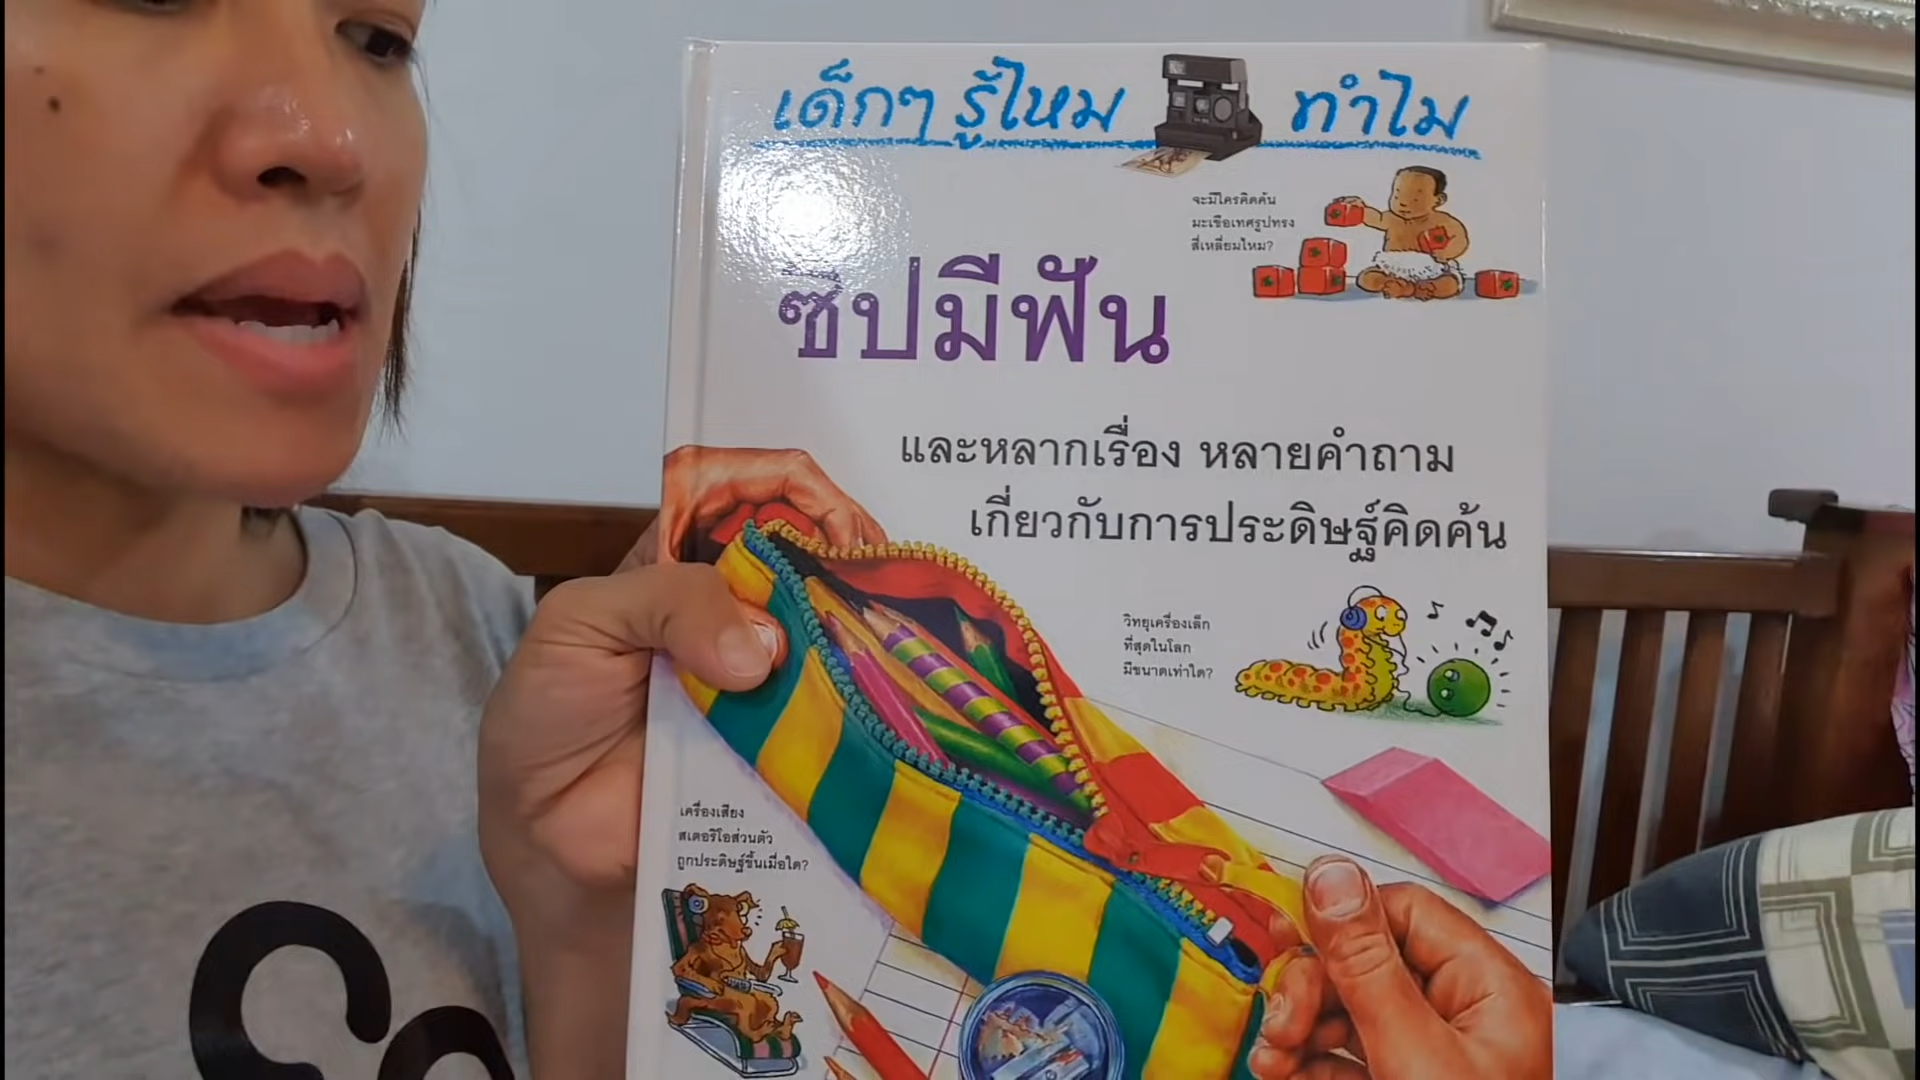 เด็กๆ รู้ไหม ทำไม
จะมีใครคิดค้น
มะเขือเทศรูปทรง
สี่เหลี่ยมไหม?
ซิปมีฟัน
และหลากเรื่อง หลายคำถาม
เกี่ยวกับการประดิษฐ์คิดค้น
วิทยุเครื่องเล็ก
ที่สุดในโลก
มีขนาดเท่าใด?
เครื่องเสียง
สเตอริโอส่วนตัว
ถูกประดิษฐ์ขึ้นเมื่อใด?